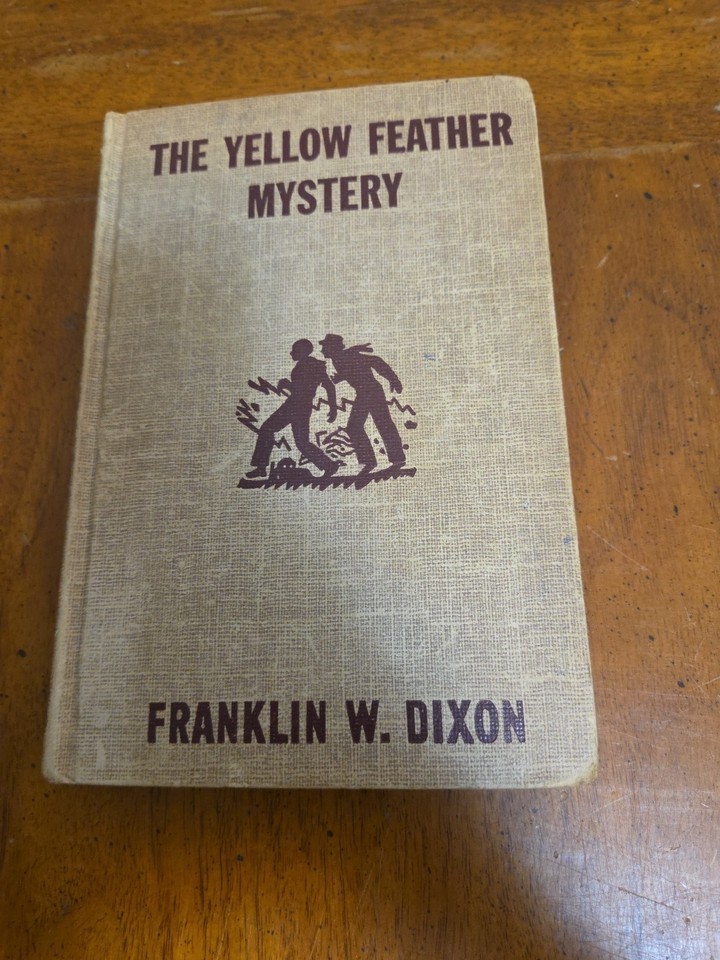 THE YELLOW FEATHER
MYSTERY
FRANKLIN W. DIXON